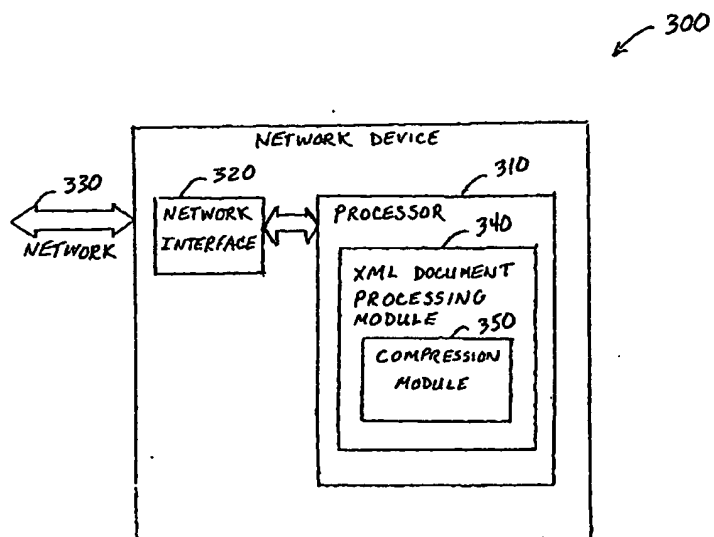 300
NETWORK DEVICE
330
320
310
NETWORK
NETWORK
INTERFACE
PROCESSOR
340
XML DOCUMENT
PROCESSING
MODULE
350
COMPRESSION
MODULE